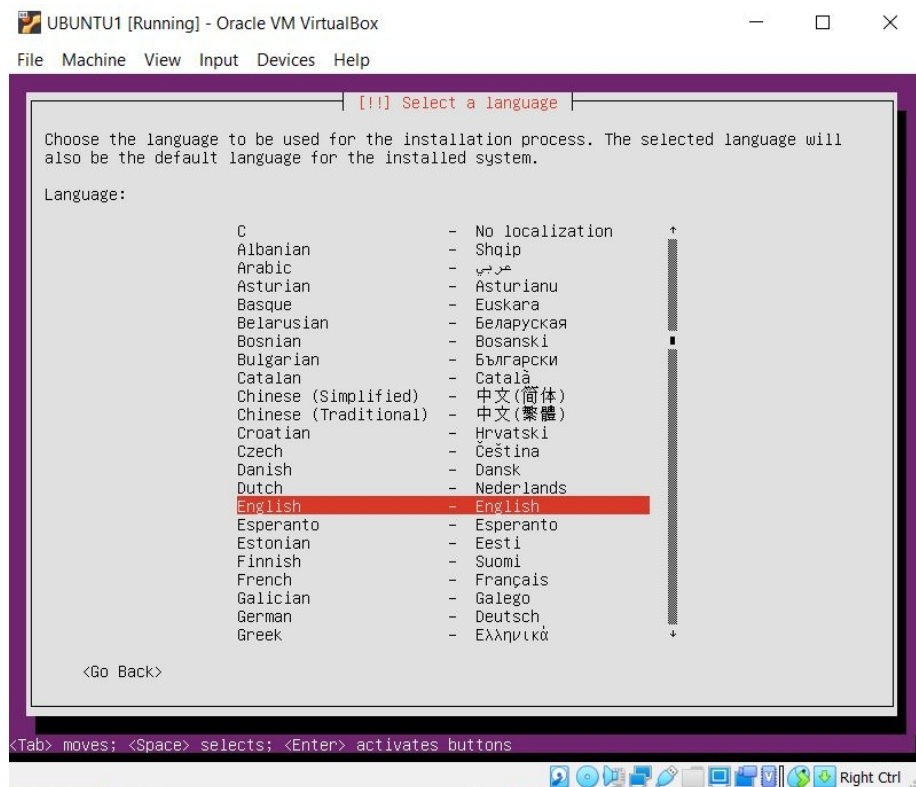 UBUNTU1 [Running] - Oracle VM VirtualBox
File Machine View Input Devices Help
[!!] Select a language
Choose the language to be used for the installation process. The selected language will
also be the default language for the installed system.
Language:
C - No localization
Albanian - Shqip
Arabic - عربي
Asturian - Asturianu
Basque - Euskara
Belarusian - Беларуская
Bosnian - Bosanski
Bulgarian - Български
Catalan - Català
Chinese (Simplified) - 中文(简体)
Chinese (Traditional) - 中文(繁體)
Croatian - Hrvatski
Czech - Čeština
Danish - Dansk
Dutch - Nederlands
English - English
Esperanto - Esperanto
Estonian - Eesti
Finnish - Suomi
French - Français
Galician - Galego
German - Deutsch
Greek - Ελληνικά
<Go Back>
<Tab> moves; <Space> selects; <Enter> activates buttons
Right Ctrl